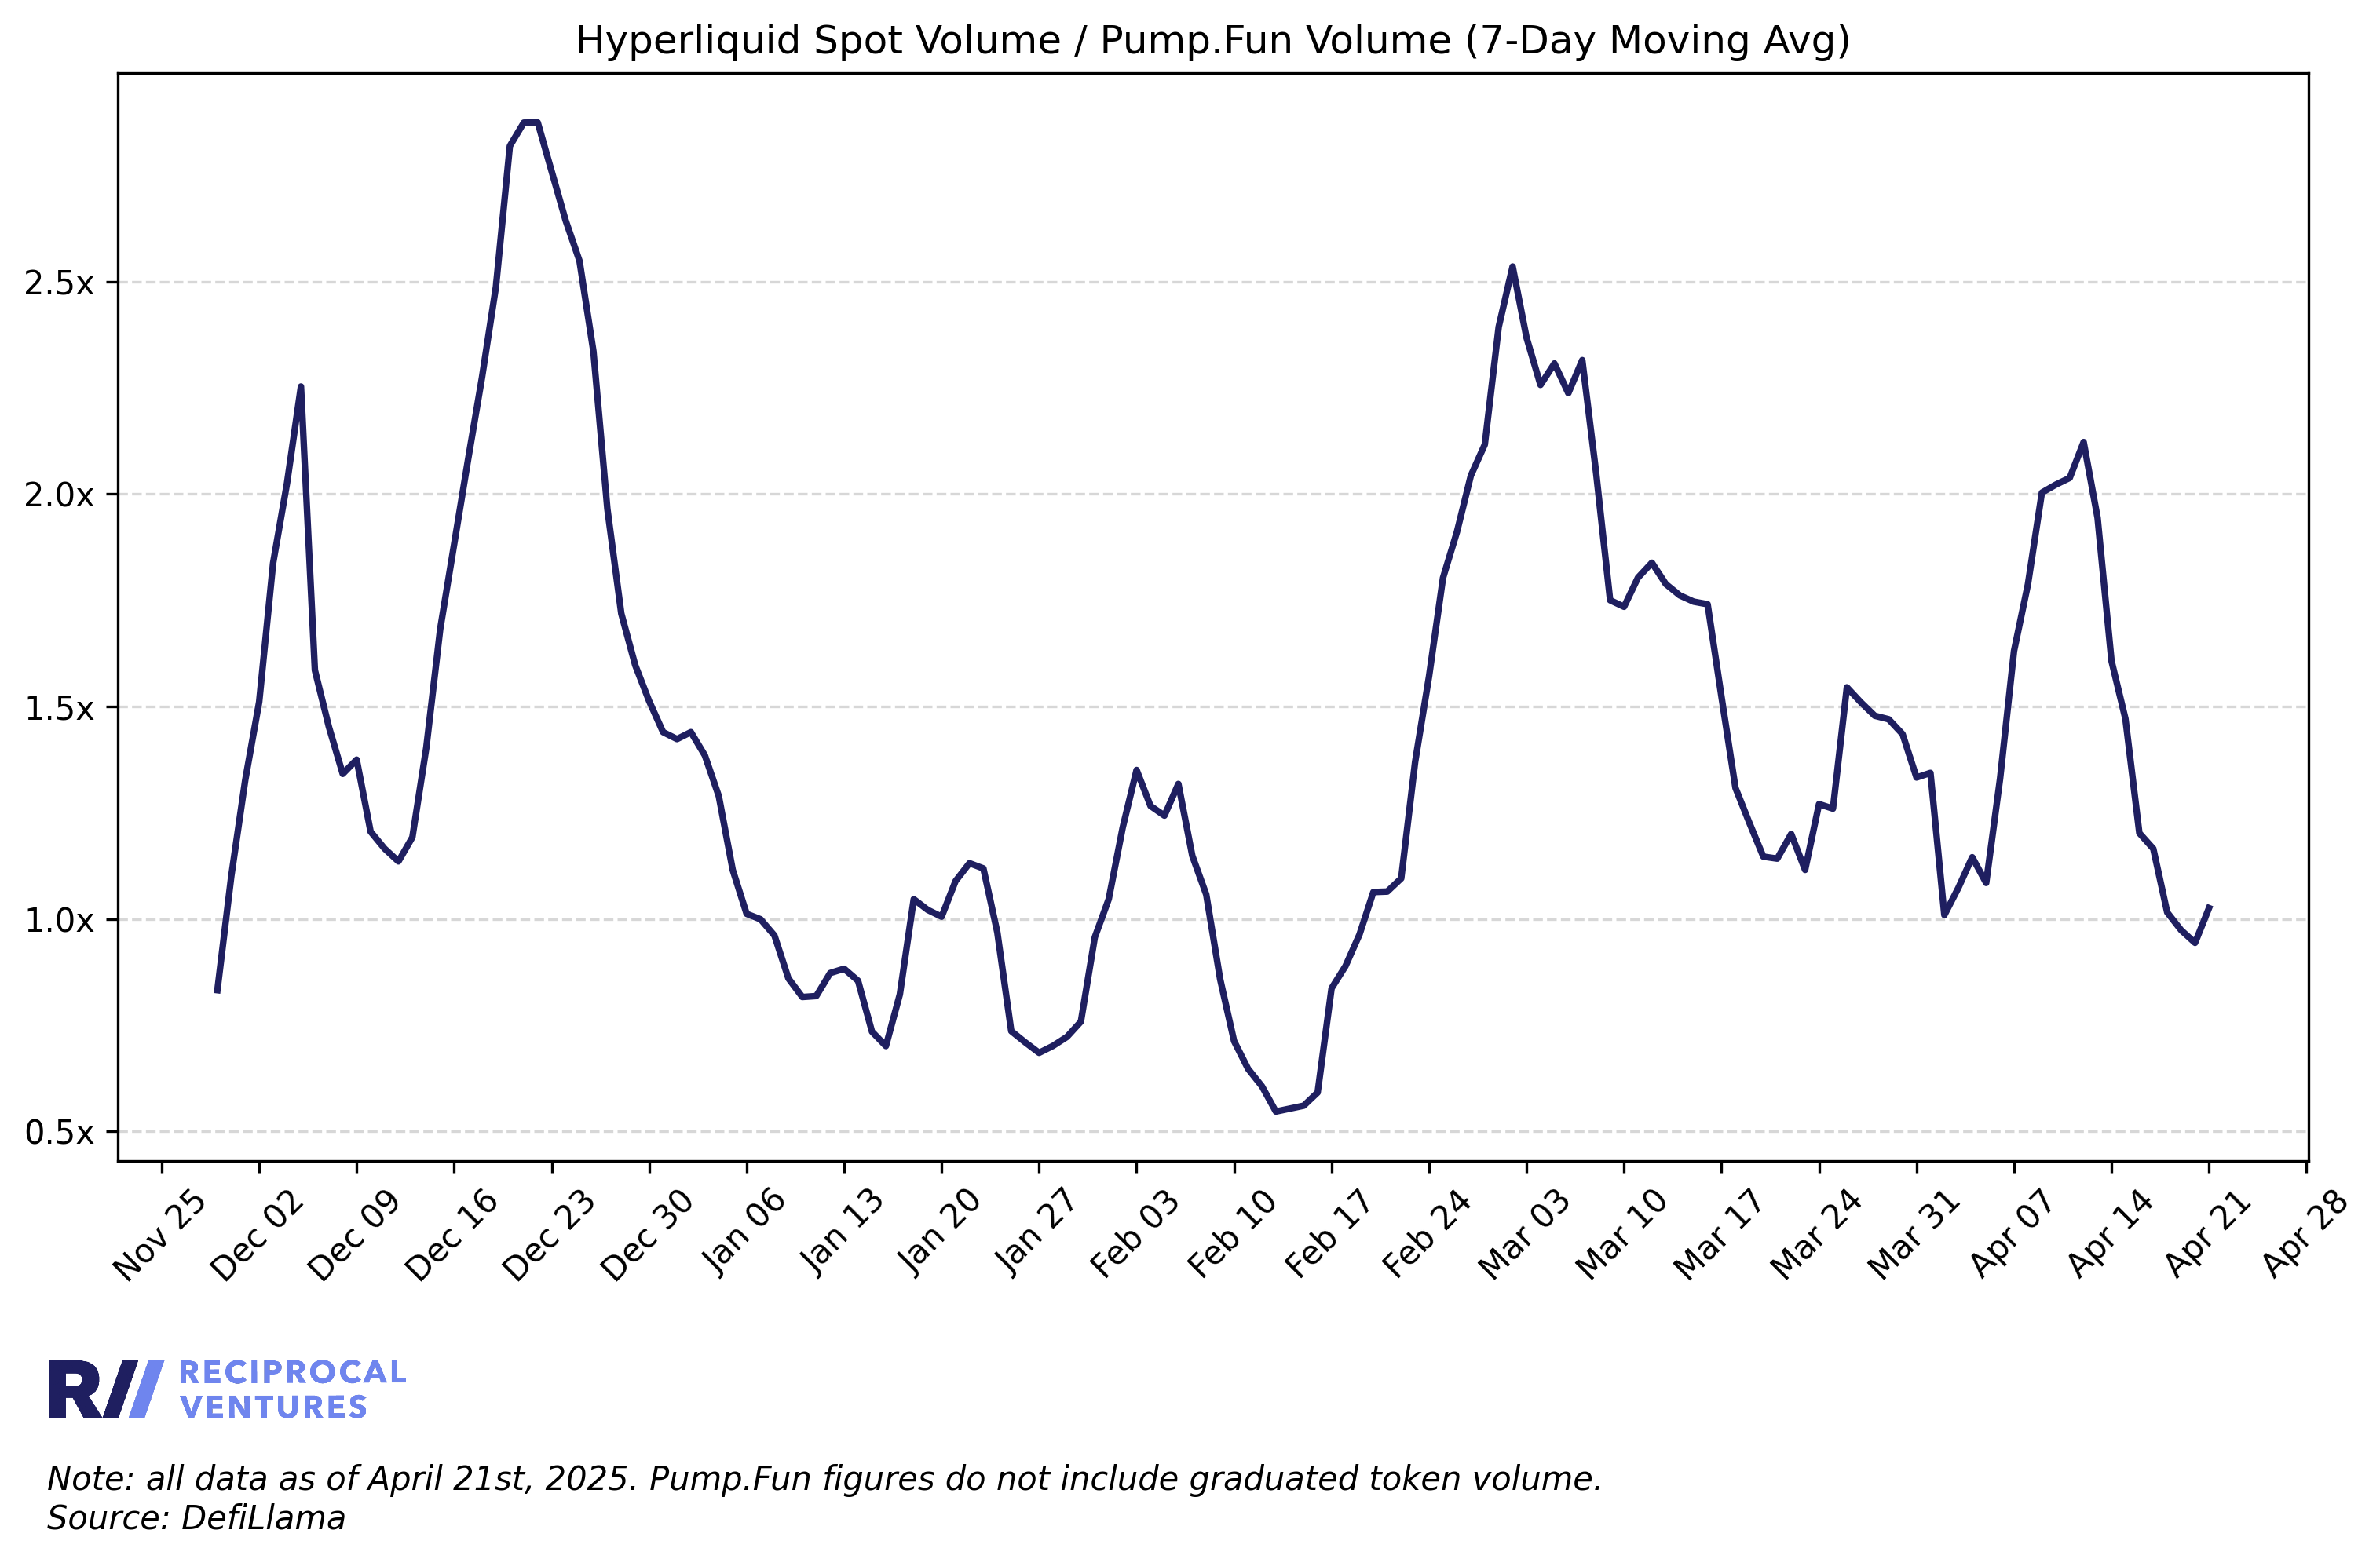 Hyperliquid Spot Volume / Pump.Fun Volume (7-Day Moving Avg)
2.5x
2.0x
1.5x
1.0x
0.5x
Nov 25
Dec 02
Dec 09
Dec 16
Dec 23
Dec 30
Jan 06
Jan 13
Jan 20
Jan 27
Feb 03
Feb 10
Feb 17
Feb 24
Mar 03
Mar 10
Mar 17
Mar 24
Mar 31
Apr 07
Apr 14
Apr 21
Apr 28
R// RECIPROCAL
VENTURES
Note: all data as of April 21st, 2025. Pump.Fun figures do not include graduated token volume.
Source: DefiLlama